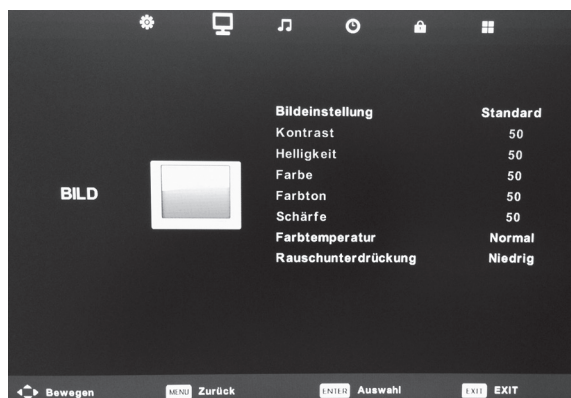 Bildeinstellung Standard
Kontrast 50
Helligkeit 50
Farbe 50
BILD
Farbton 50
Schärfe 50
Farbtemperatur Normal
Rauschunterdrückung Niedrig
Bewegen MENU Zurück ENTER Auswahl EXIT EXIT